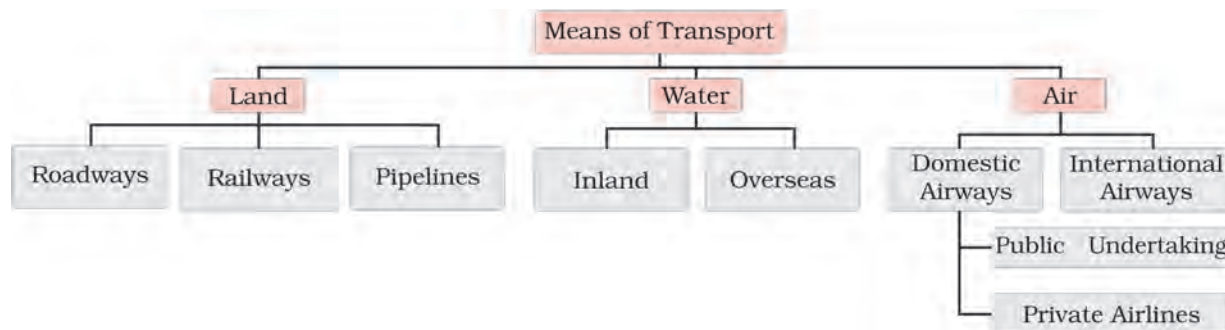 Means of Transport
Land
Water
Air
Roadways
Railways
Pipelines
Inland
Overseas
Domestic
Airways
International
Airways
Public Undertaking
Private Airlines